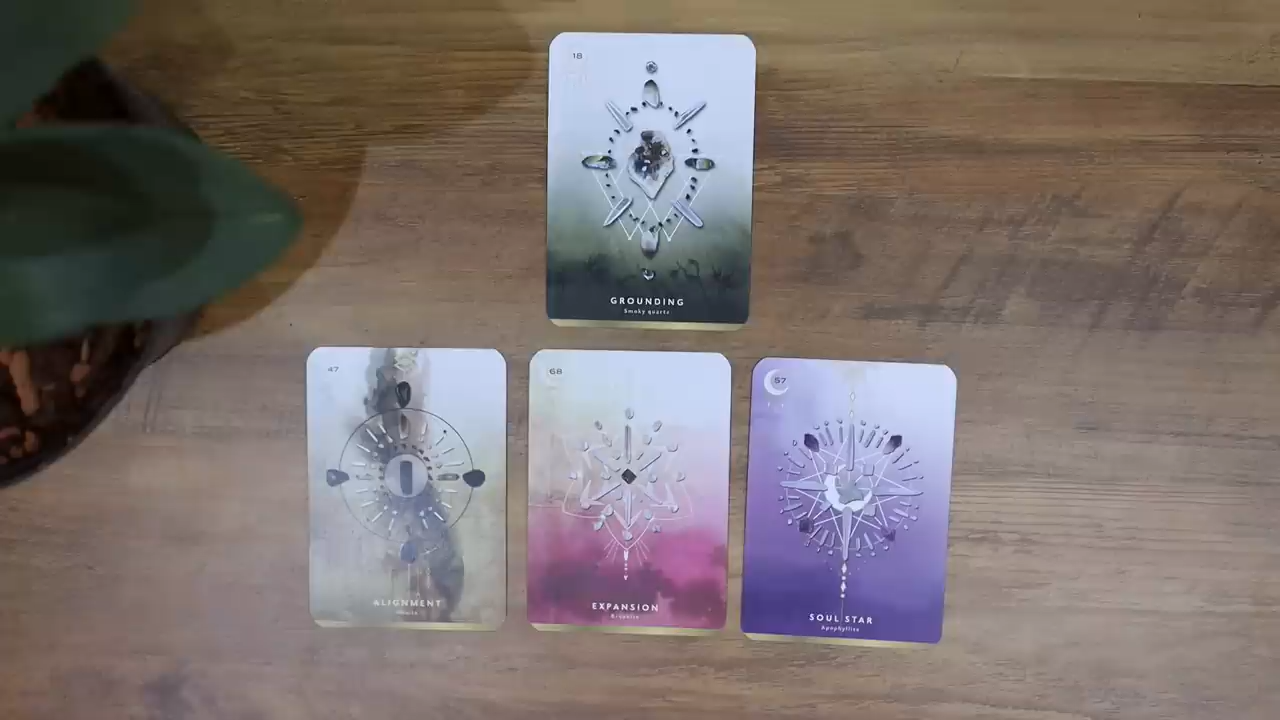 18
GROUNDING
Smoky quartz
47
ALIGNMENT
68
EXPANSION
57
SOUL STAR
Apophyllite